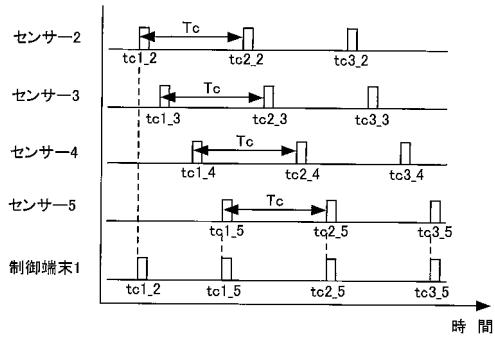 センサー2
Tc
tc1_2 tc2_2 tc3_2
センサー3
Tc
tc1_3 tc2_3 tc3_3
センサー4
Tc
tc1_4 tc2_4 tc3_4
センサー5
Tc
tc1_5 tc2_5 tc3_5
制御端末1
tc1_2 tc1_5 tc2_5 tc3_5
時 間